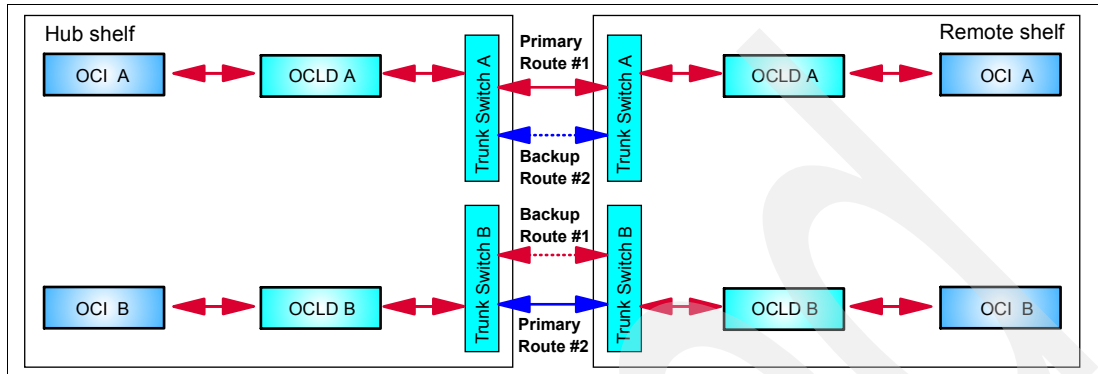 Hub shelf
Remote shelf
OCI A
OCLD A
Trunk Switch A
Primary
Route #1
Backup
Route #2
Trunk Switch A
OCLD A
OCI A
OCI B
OCLD B
Trunk Switch B
Backup
Route #1
Primary
Route #2
Trunk Switch B
OCLD B
OCI B